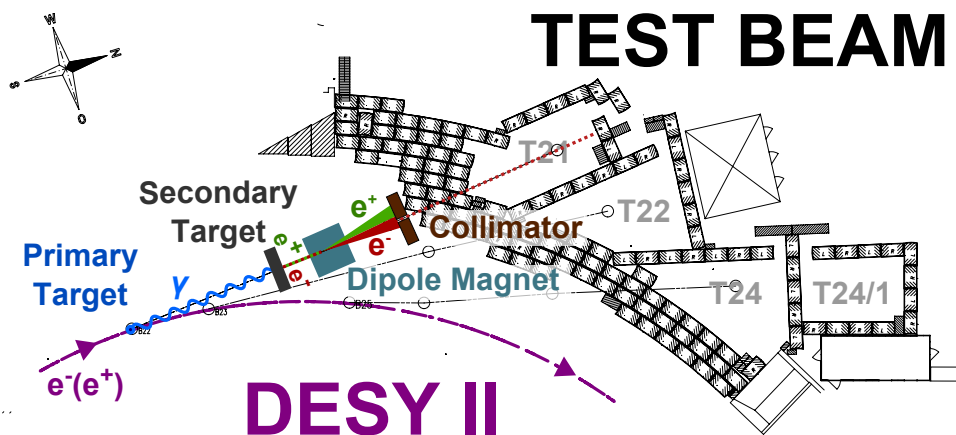 TEST BEAM
W
N
S
O
T21
Secondary
Target
e+
e-
Collimator
T22
Primary
Target
γ
e+
e-
Dipole Magnet
T24
T24/1
B22
B23
B25
e-(e+)
DESY II